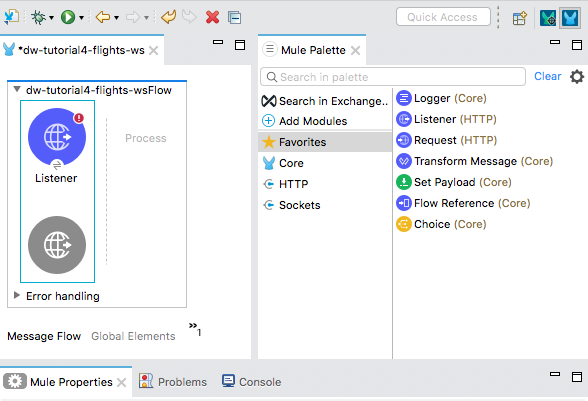 Quick Access
*dw-tutorial4-flights-ws
Mule Palette
dw-tutorial4-flights-wsFlow
Search in palette
Clear
Process
Listener
Error handling
Message Flow
Global Elements
»1
Search in Exchange..
Add Modules
Favorites
Core
HTTP
Sockets
Logger (Core)
Listener (HTTP)
Request (HTTP)
Transform Message (Core)
Set Payload (Core)
Flow Reference (Core)
Choice (Core)
Mule Properties
Problems
Console